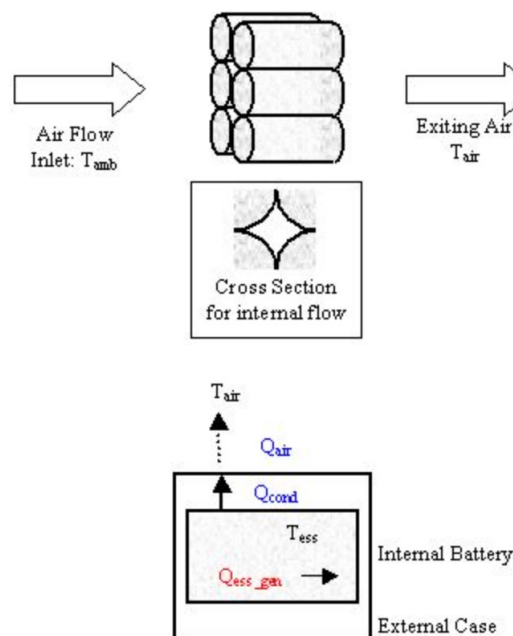 Air Flow
Inlet: Tamb
Exiting Air
Tair
Cross Section
for internal flow
Tair
Qair
Qcond
Tess
Qess_gen
Internal Battery
External Case